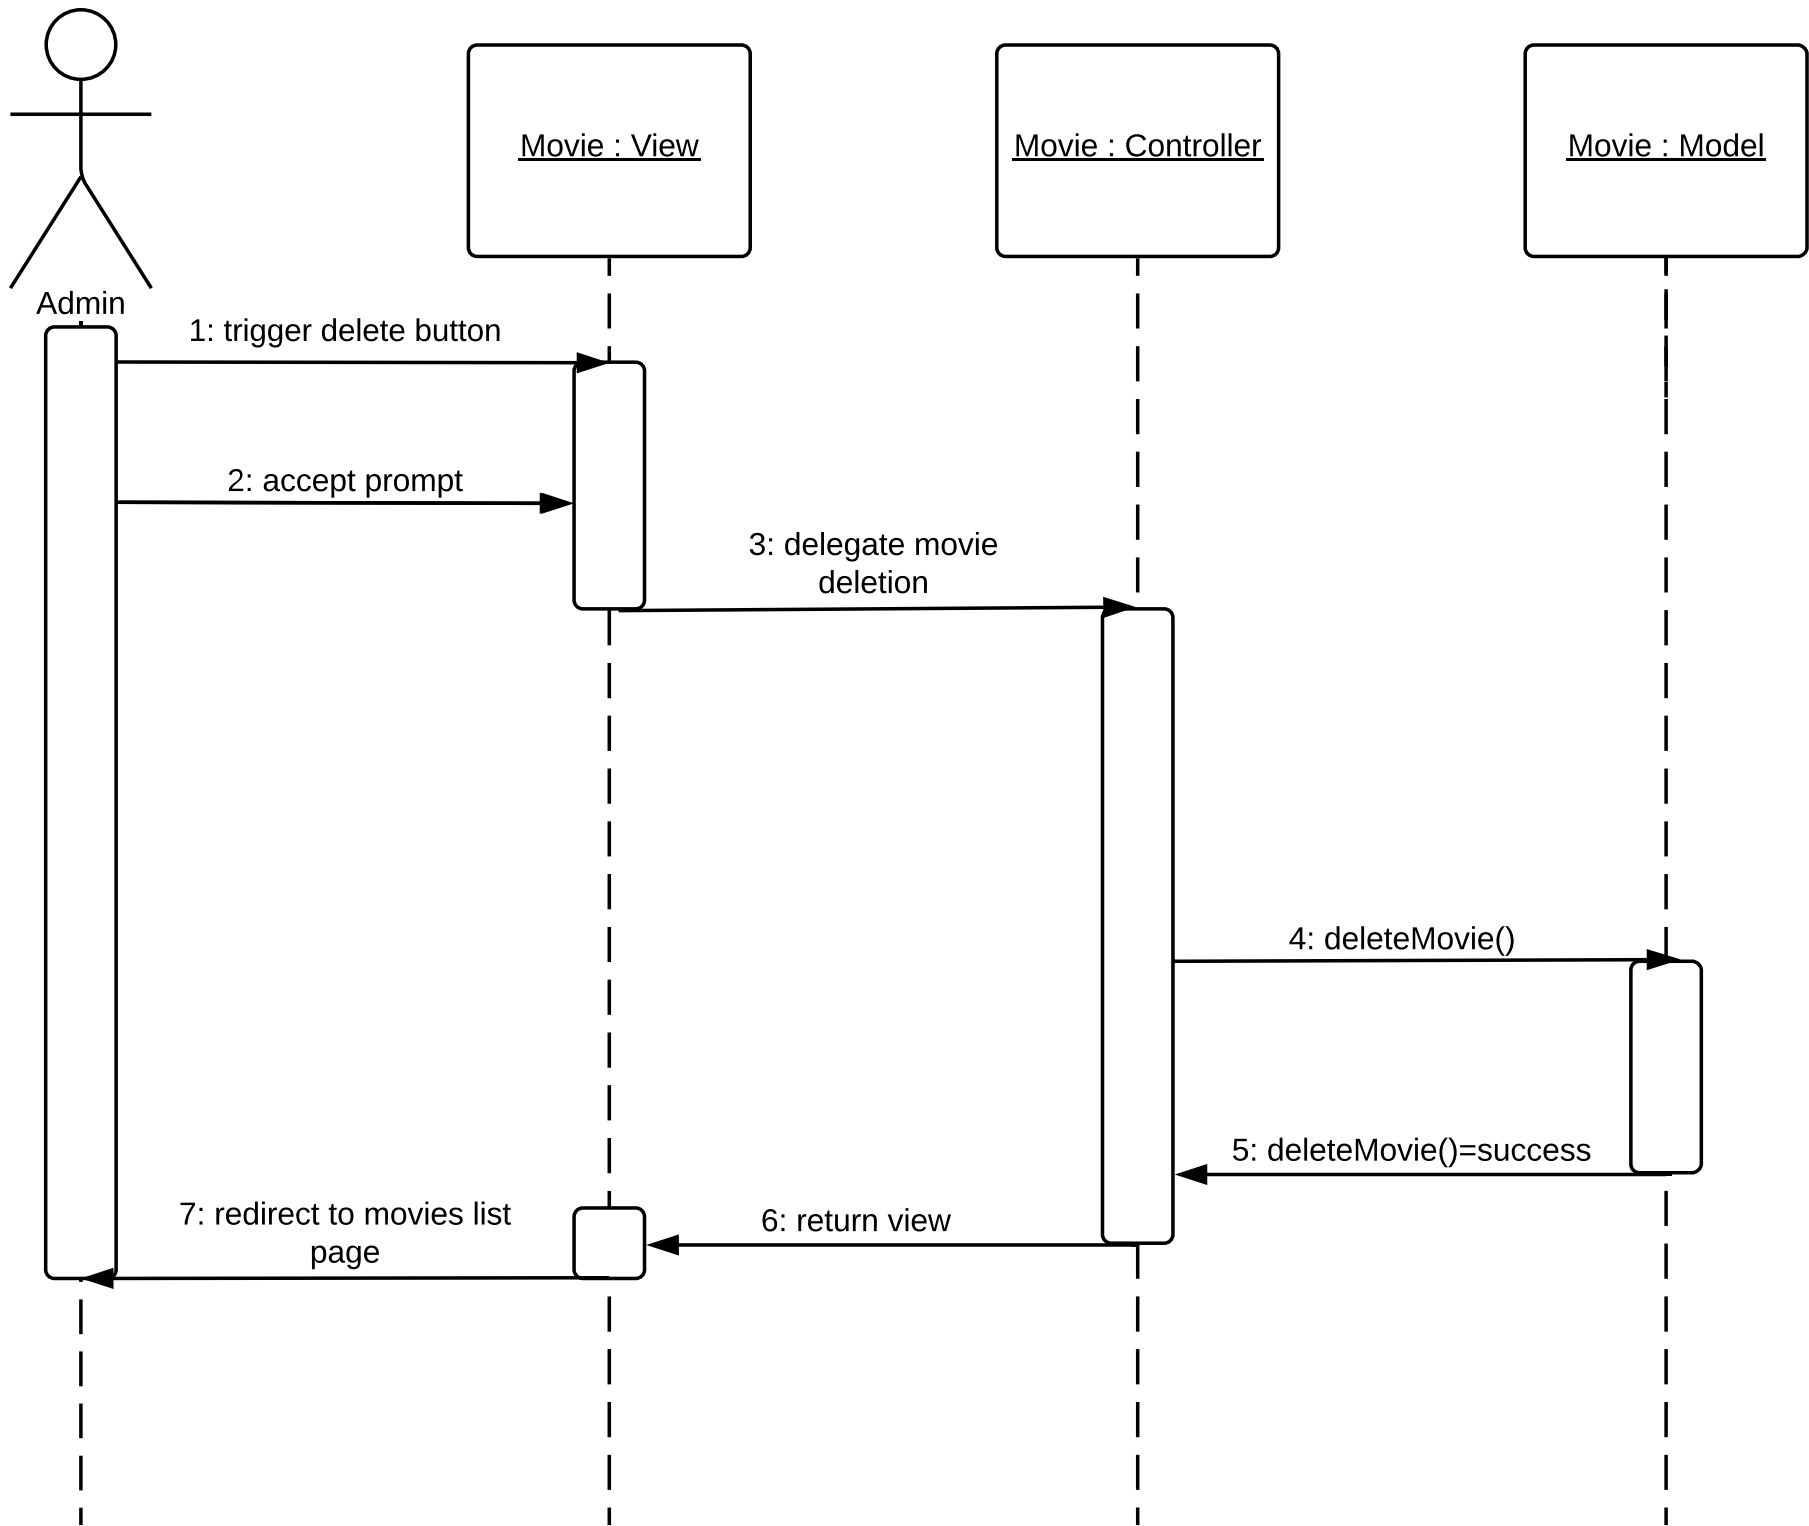 Movie : View
Movie : Controller
Movie : Model
Admin
1: trigger delete button
2: accept prompt
3: delegate movie
deletion
4: deleteMovie()
5: deleteMovie()=success
6: return view
7: redirect to movies list
page